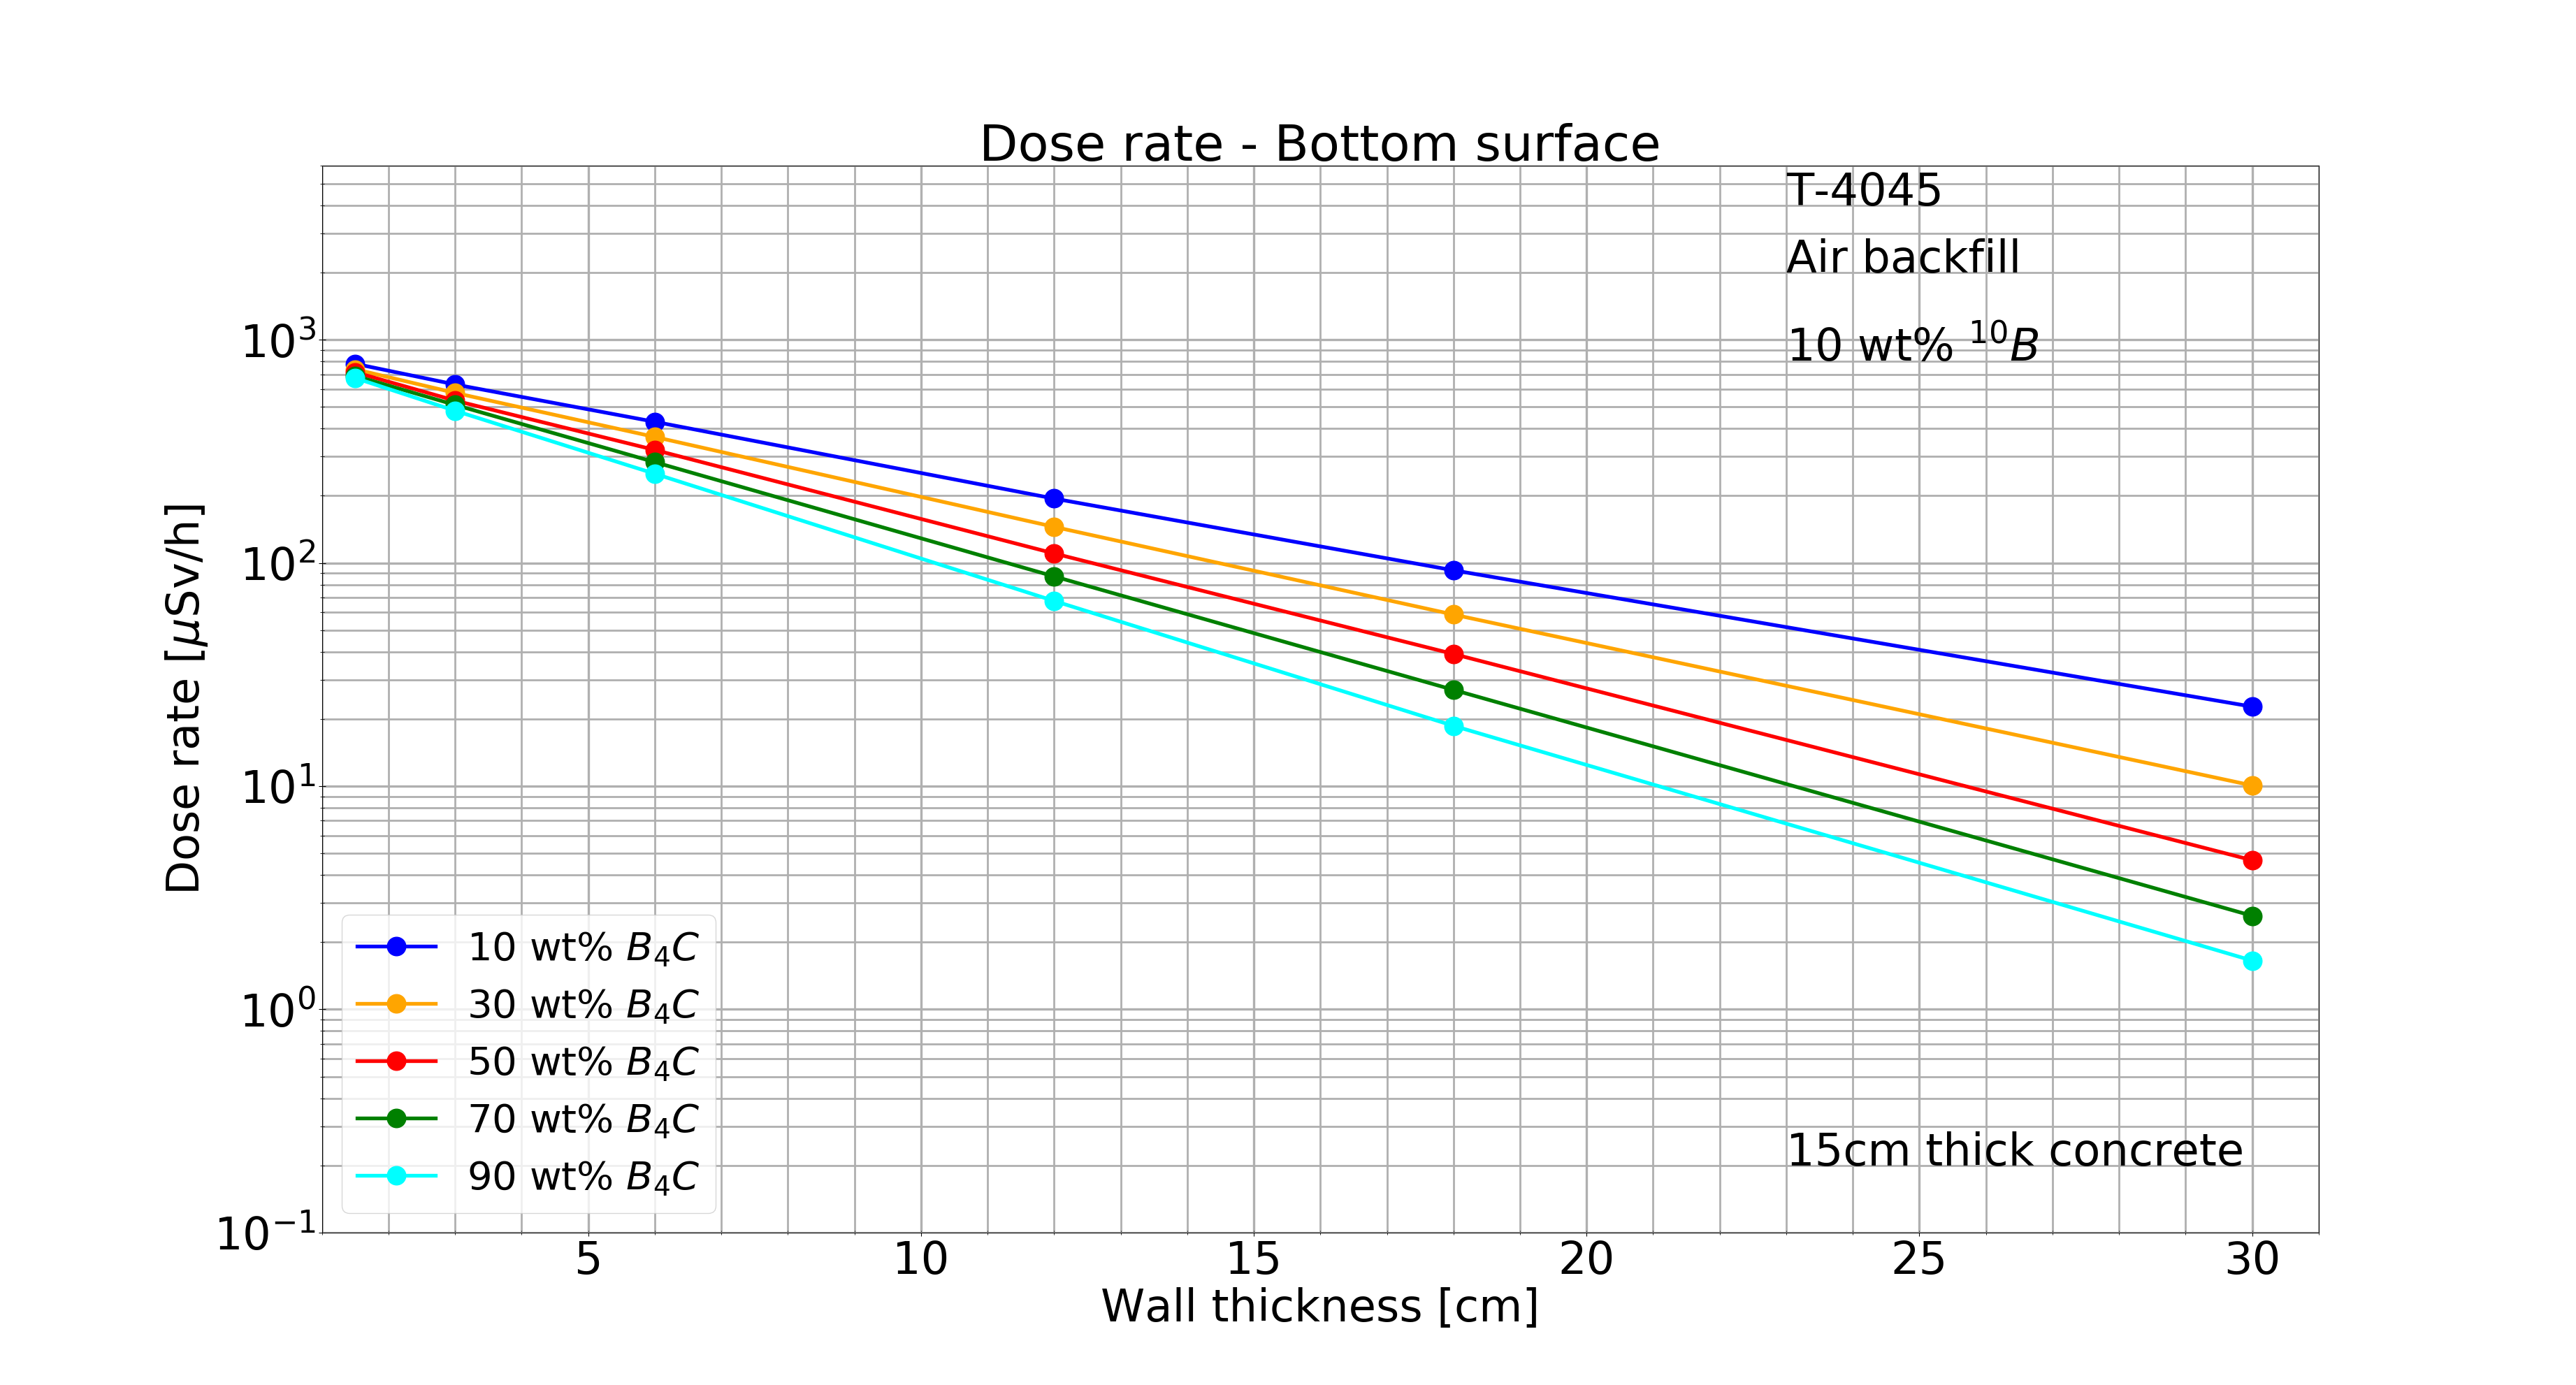 Dose rate - Bottom surface
T-4045
Air backfill
10 wt% ¹⁰B
10³
10²
10¹
10⁰
10⁻¹
Dose rate [μSv/h]
10 wt% B₄C
30 wt% B₄C
50 wt% B₄C
70 wt% B₄C
90 wt% B₄C
15cm thick concrete
5 10 15 20 25 30
Wall thickness [cm]